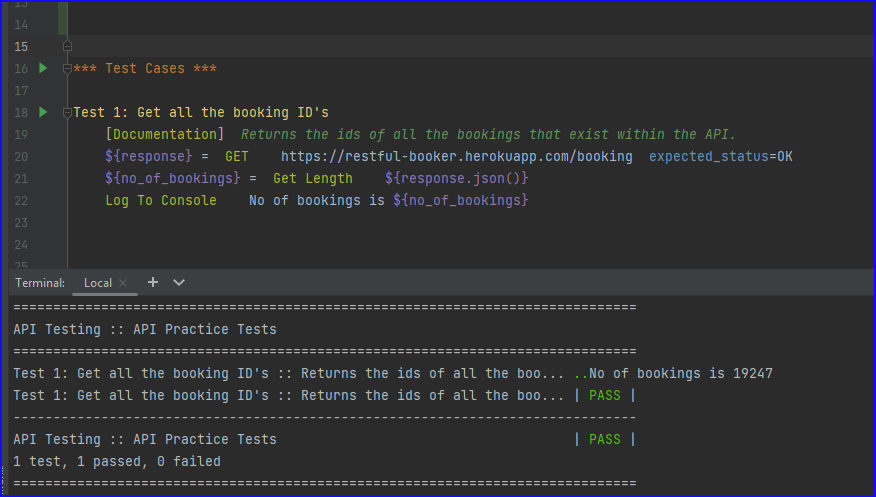 13
14
15
16 *** Test Cases ***
17
18 Test 1: Get all the booking ID's
19 [Documentation]  Returns the ids of all the bookings that exist within the API.
20 ${response} =  GET    https://restful-booker.herokuapp.com/booking  expected_status=OK
21 ${no_of_bookings} =  Get Length    ${response.json()}
22 Log To Console    No of bookings is ${no_of_bookings}
23
24
25
Terminal: Local × +
==============================================================================
API Testing :: API Practice Tests
==============================================================================
Test 1: Get all the booking ID's :: Returns the ids of all the boo... ..No of bookings is 19247
Test 1: Get all the booking ID's :: Returns the ids of all the boo... | PASS |
------------------------------------------------------------------------------
API Testing :: API Practice Tests                                     | PASS |
1 test, 1 passed, 0 failed
==============================================================================